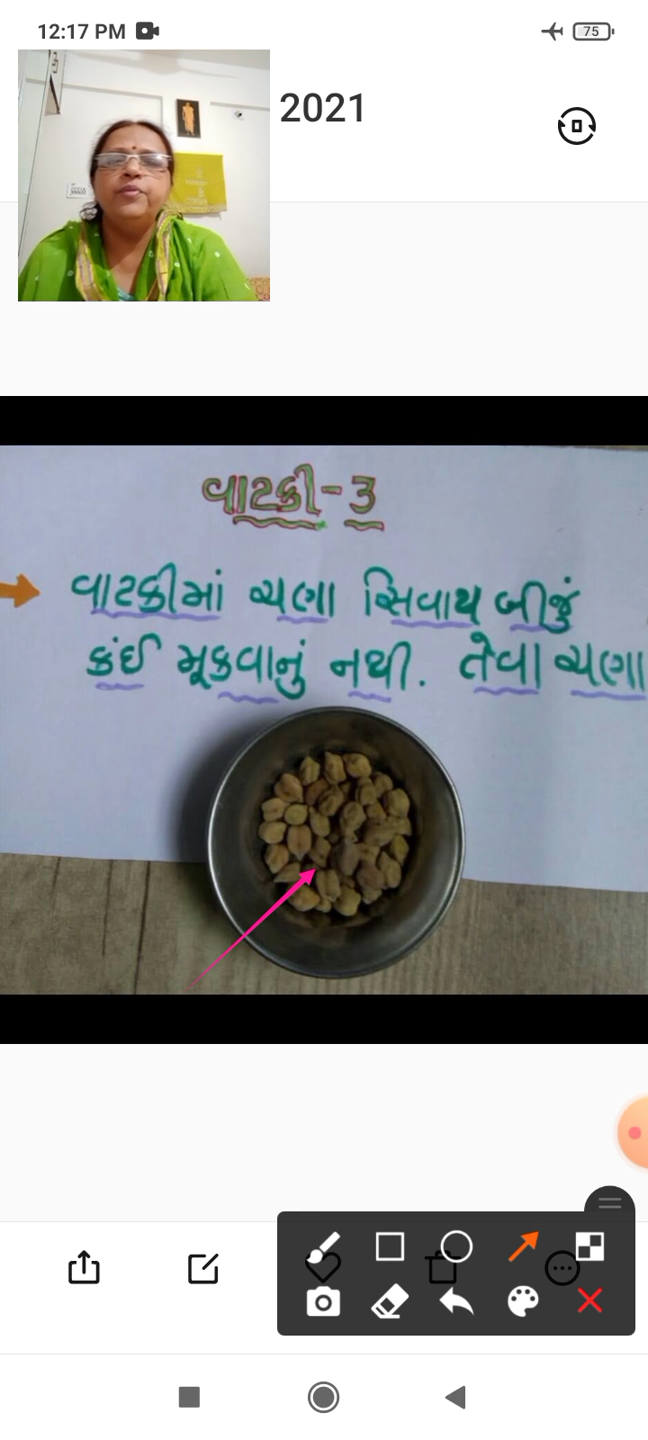 12:17 PM
75
2021
વાટકી-૩
વાટકીમાં ચણા સિવાય બીજું
કંઈ મૂકવાનું નથી. તેવા ચણા